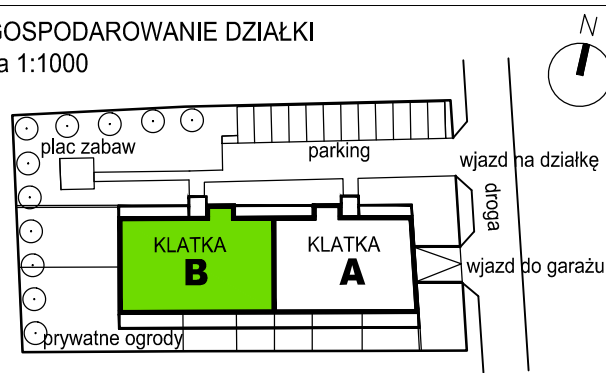 GOSPODAROWANIE DZIAŁKI
a 1:1000
N
plac zabaw
parking
wjazd na działkę
droga
KLATKA
B
KLATKA
A
wjazd do garażu
prywatne ogrody